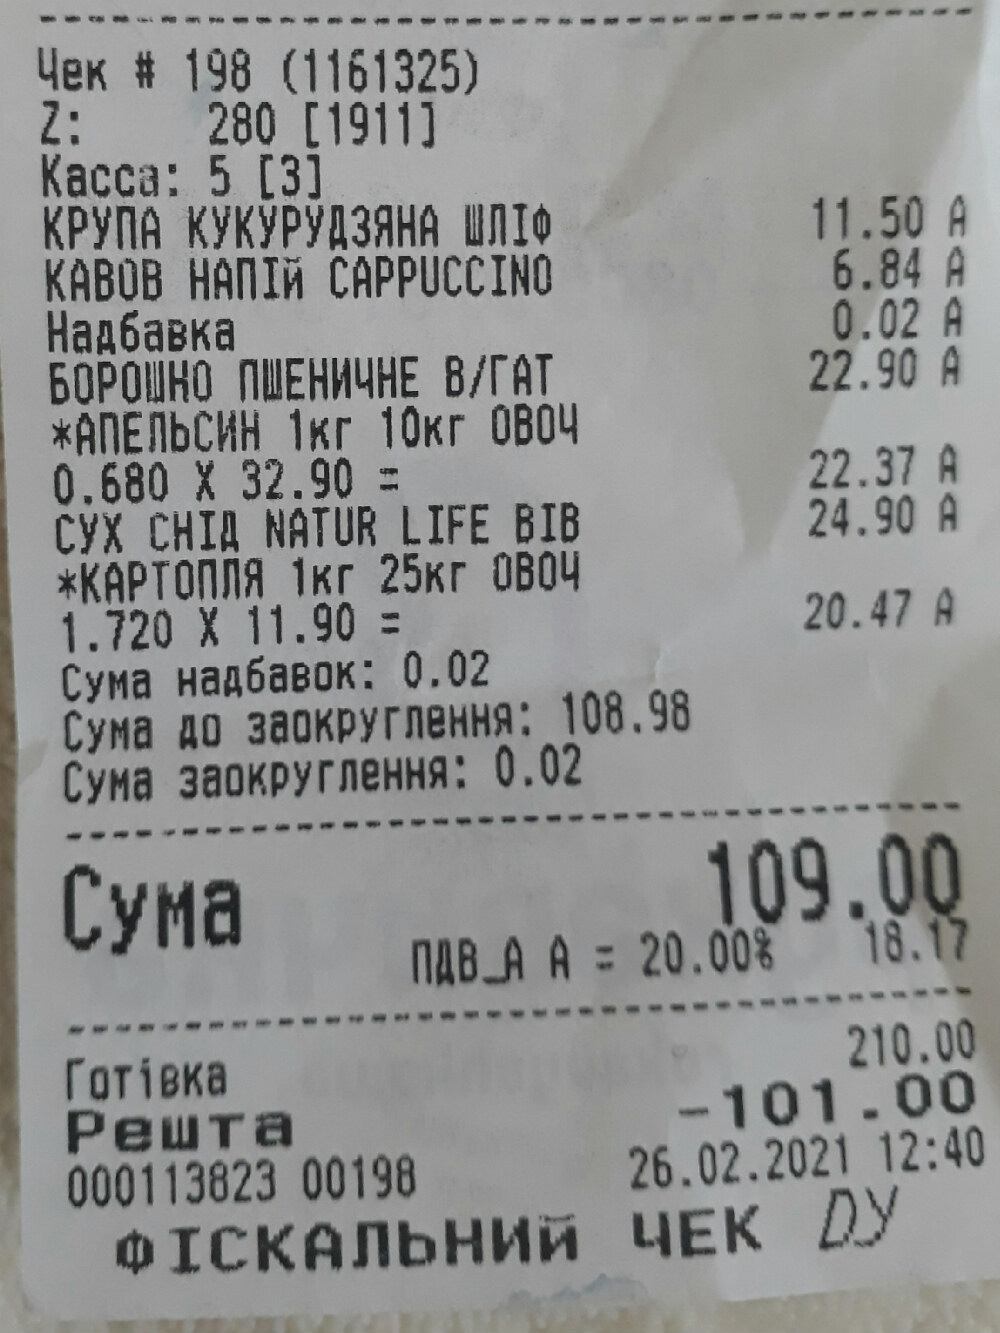 Чек # 198 (1161325)
Z: 280 [1911]
Касса: 5 [3]
КРУПА КУКУРУДЗЯНА ШЛІФ 11.50 А
КАВОВ НАПІЙ CAPPUCCINO 6.84 А
Надбавка 0.02 А
БОРОШНО ПШЕНИЧНЕ В/ГАТ 22.90 А
*АПЕЛЬСИН 1кг 10кг ОВОЧ
0.680 X 32.90 = 22.37 А
СУХ СНІД NATUR LIFE ВІВ 24.90 А
*КАРТОПЛЯ 1кг 25кг ОВОЧ
1.720 X 11.90 = 20.47 А
Сума надбавок: 0.02
Сума до заокруглення: 108.98
Сума заокруглення: 0.02
Сума 109.00
ПДВ_А А = 20.00% 18.17
Готівка 210.00
Решта -101.00
000113823 00198 26.02.2021 12:40
ФІСКАЛЬНИЙ ЧЕК ДУ